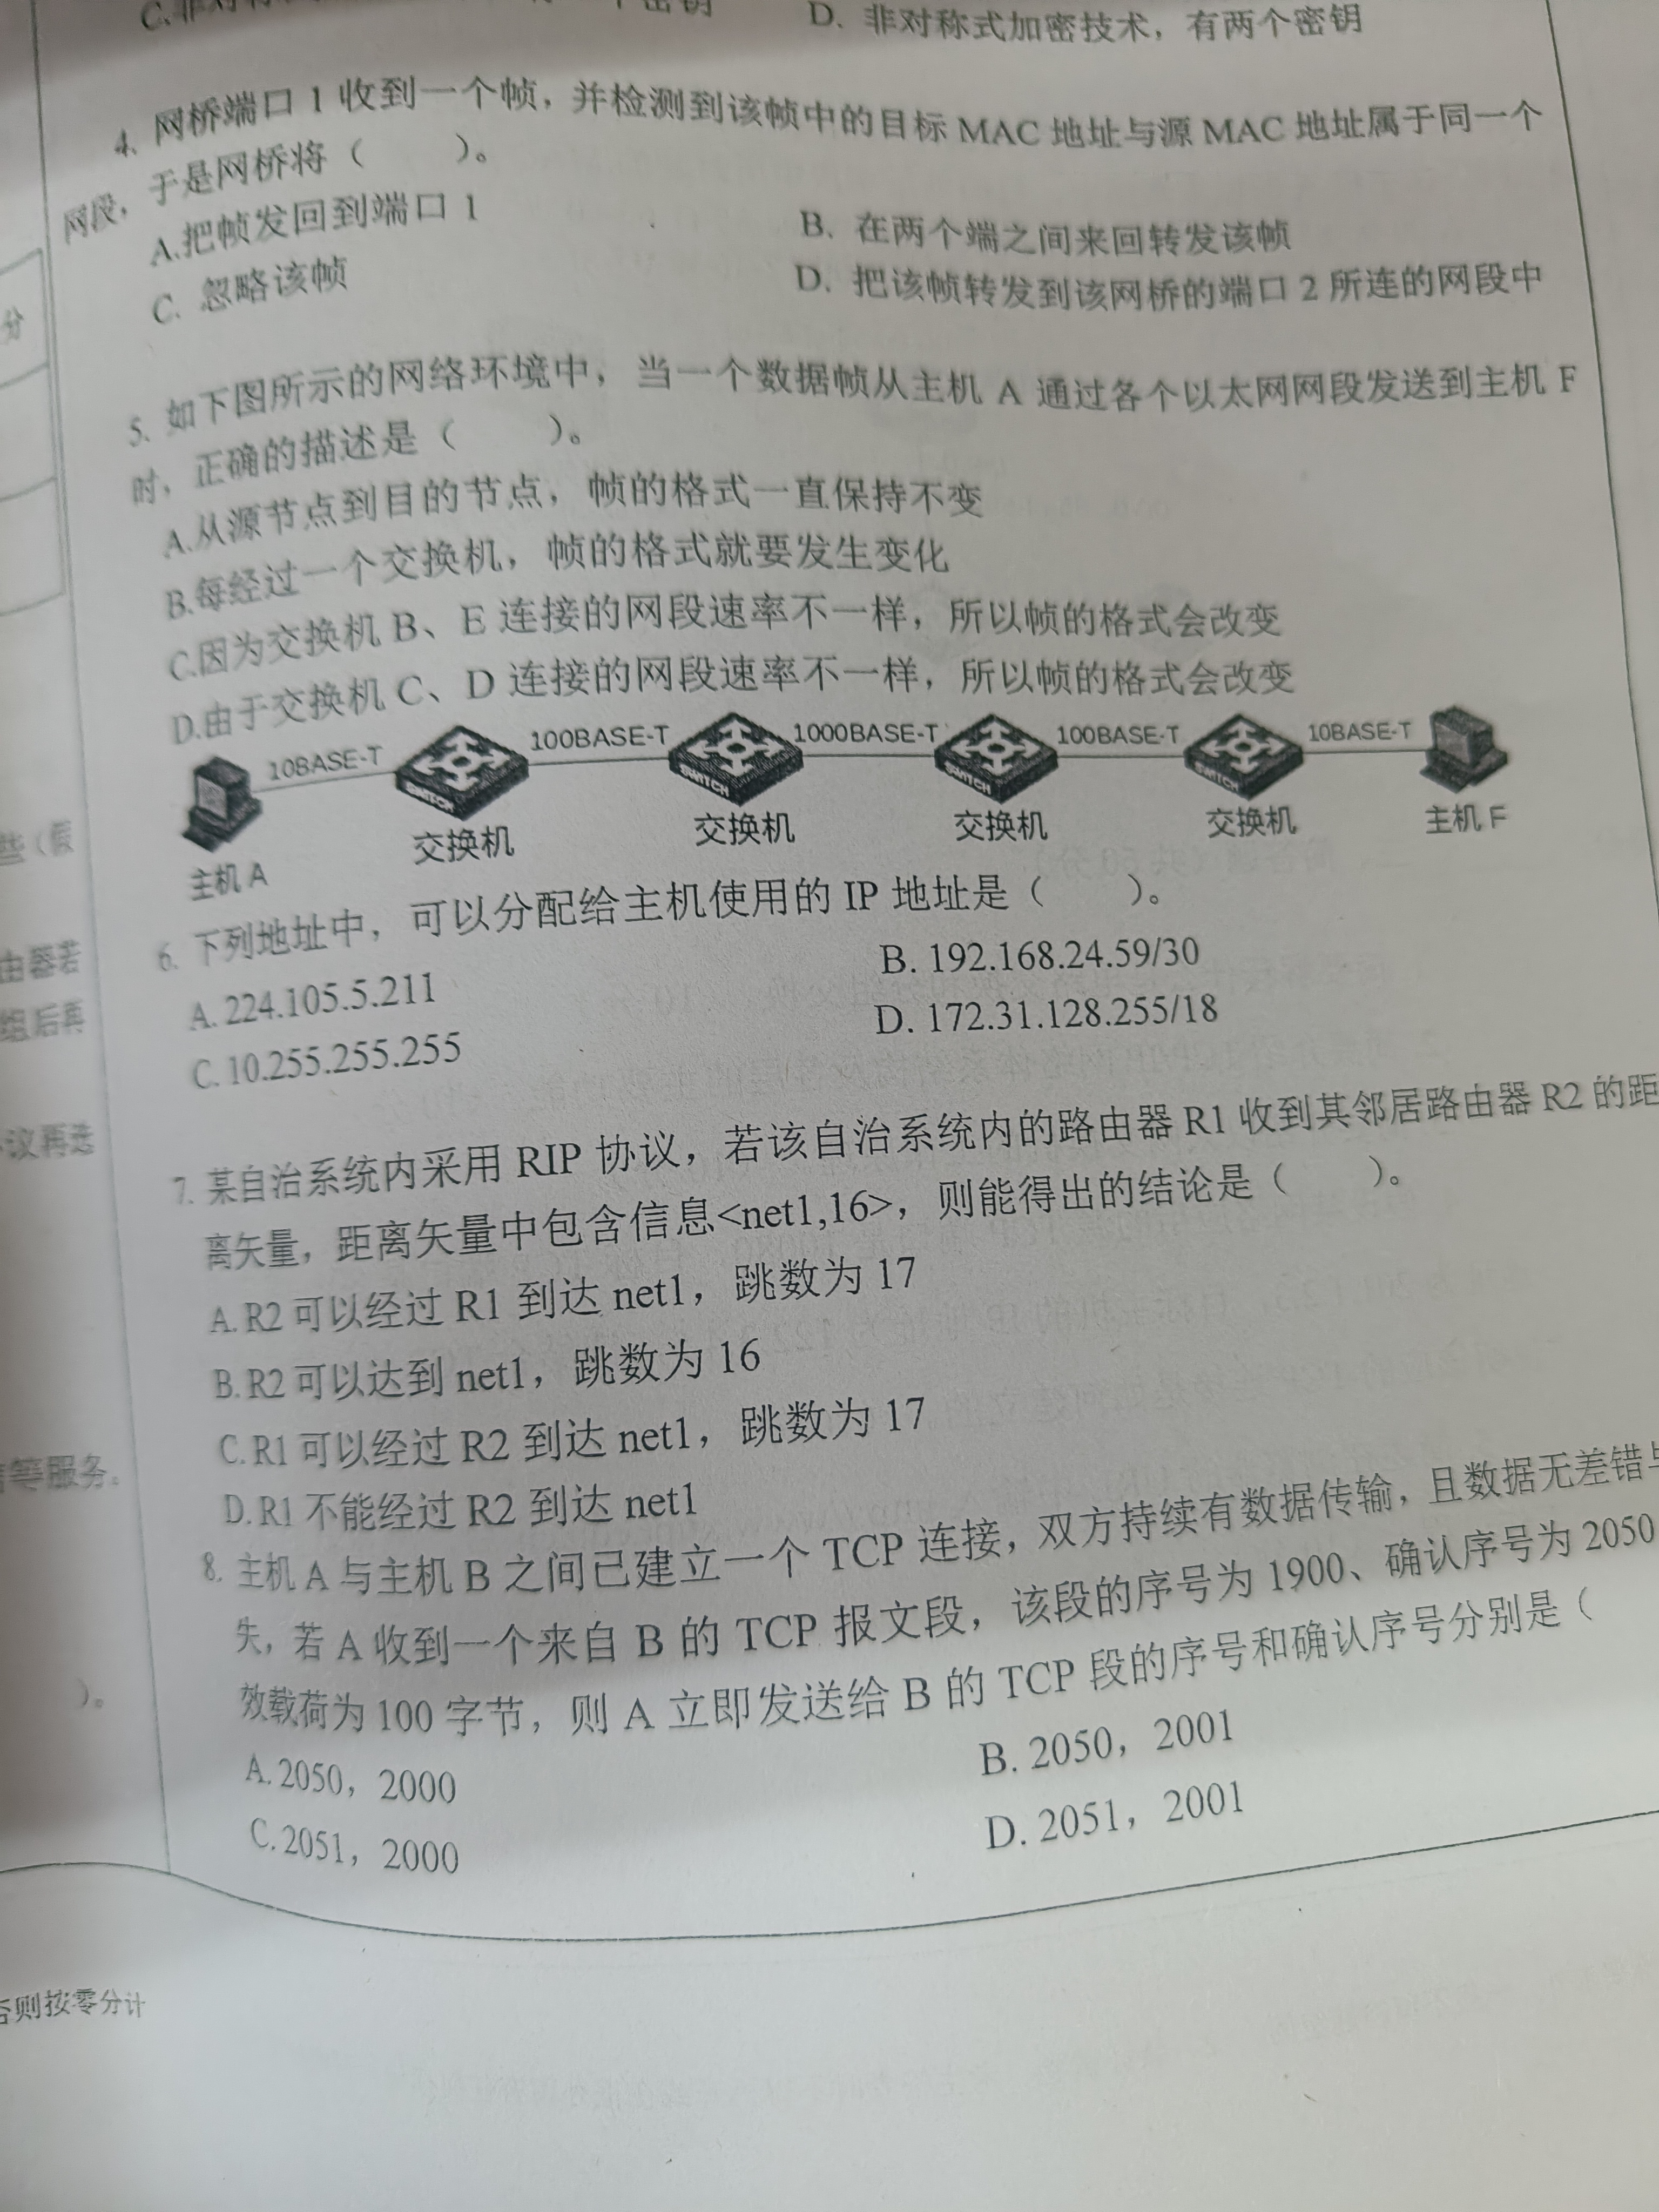 D. 非对称式加密技术，有两个密钥
4. 网桥端口 1 收到一个帧，并检测到该帧中的目标 MAC 地址与源 MAC 地址属于同一个
网段，于是网桥将（ ）。
A.把帧发回到端口 1
B. 在两个端之间来回转发该帧
C. 忽略该帧
D. 把该帧转发到该网桥的端口 2 所连的网段中
5. 如下图所示的网络环境中，当一个数据帧从主机 A 通过各个以太网网段发送到主机 F
时，正确的描述是（ ）。
A.从源节点到目的节点，帧的格式一直保持不变
B.每经过一个交换机，帧的格式就要发生变化
C.因为交换机 B、E 连接的网段速率不一样，所以帧的格式会改变
D.由于交换机 C、D 连接的网段速率不一样，所以帧的格式会改变
10BASE-T 100BASE-T 1000BASE-T 100BASE-T 10BASE-T
SWITCH SWITCH SWITCH SWITCH
主机 A 交换机 交换机 交换机 交换机 主机 F
6. 下列地址中，可以分配给主机使用的 IP 地址是（ ）。
A. 224.105.5.211
B. 192.168.24.59/30
C. 10.255.255.255
D. 172.31.128.255/18
7. 某自治系统内采用 RIP 协议，若该自治系统内的路由器 R1 收到其邻居路由器 R2 的距
离矢量，距离矢量中包含信息<net1,16>，则能得出的结论是（ ）。
A. R2 可以经过 R1 到达 net1，跳数为 17
B. R2 可以达到 net1，跳数为 16
C. R1 可以经过 R2 到达 net1，跳数为 17
D. R1 不能经过 R2 到达 net1
8. 主机 A 与主机 B 之间已建立一个 TCP 连接，双方持续有数据传输，且数据无差错与
失，若 A 收到一个来自 B 的 TCP 报文段，该段的序号为 1900、确认序号为 2050
效载荷为 100 字节，则 A 立即发送给 B 的 TCP 段的序号和确认序号分别是（
A. 2050，2000
B. 2050，2001
C. 2051，2000
D. 2051，2001
分
些（假
由器若
组后再
议再选
等服务。
）。
否则按零分计